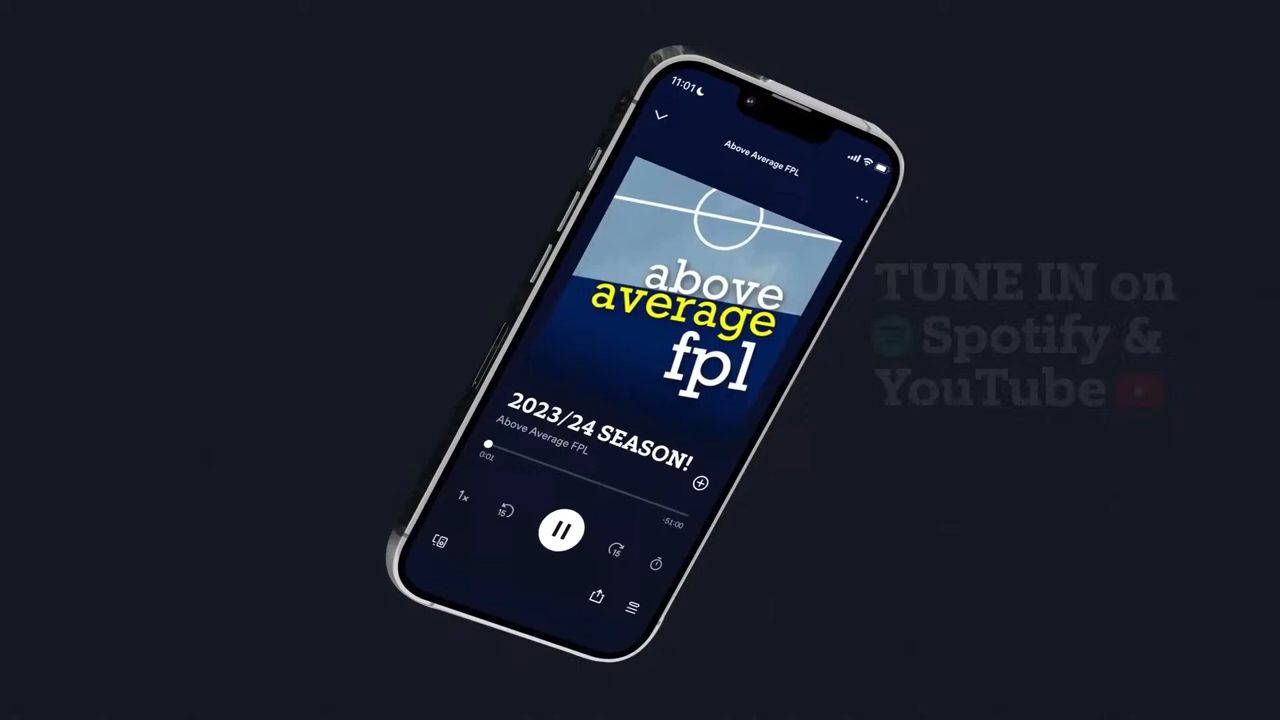 11:01
Above Average FPL
above
average
fpl
2023/24 SEASON!
Above Average FPL
0:01
-51:00
1x
15
15
TUNE IN on
Spotify &
YouTube